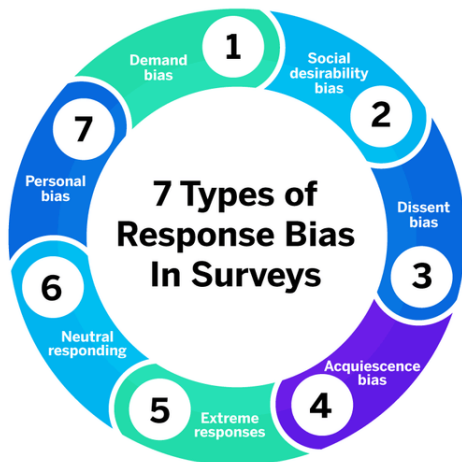 7 Types of
Response Bias
In Surveys
1
Demand
bias
2
Social
desirability
bias
3
Dissent
bias
4
Acquiescence
bias
5
Extreme
responses
6
Neutral
responding
7
Personal
bias